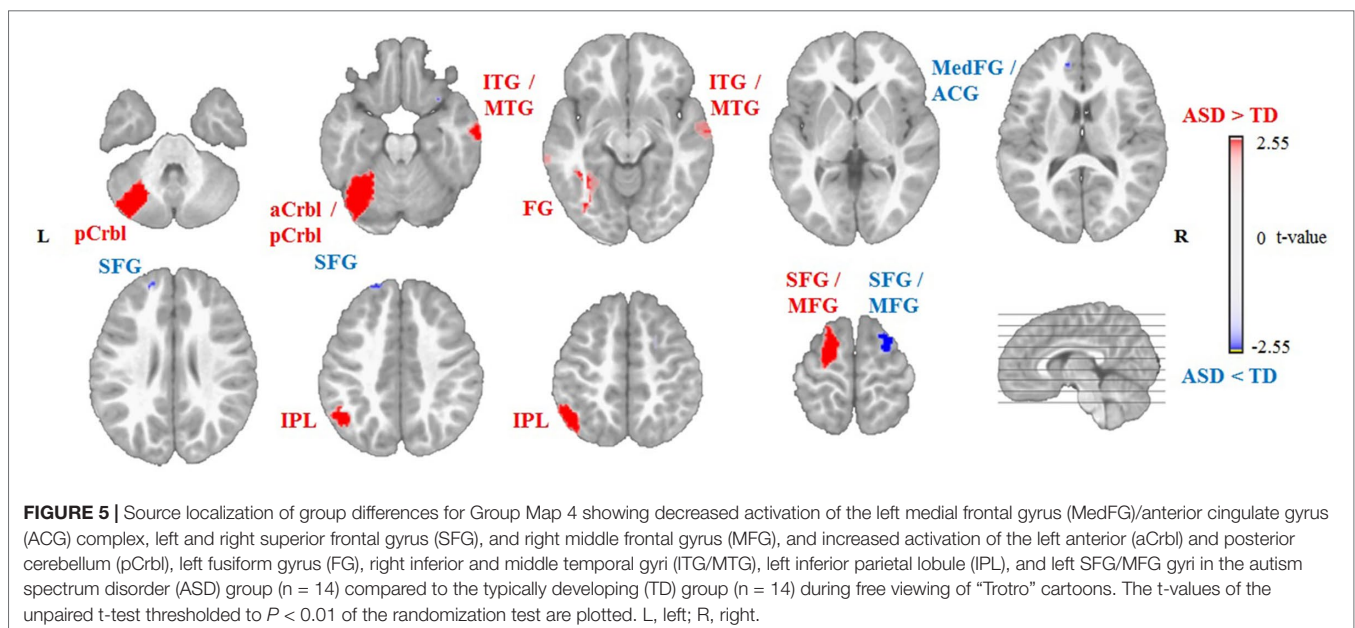 ITG /
MTG
ITG /
MTG
MedFG /
ACG
ASD > TD
2.55
aCrbl /
pCrbl
FG
L
pCrbl
R
0 t-value
SFG
SFG
SFG /
MFG
SFG /
MFG
-2.55
ASD < TD
IPL
IPL
FIGURE 5 | Source localization of group differences for Group Map 4 showing decreased activation of the left medial frontal gyrus (MedFG)/anterior cingulate gyrus
(ACG) complex, left and right superior frontal gyrus (SFG), and right middle frontal gyrus (MFG), and increased activation of the left anterior (aCrbl) and posterior
cerebellum (pCrbl), left fusiform gyrus (FG), right inferior and middle temporal gyri (ITG/MTG), left inferior parietal lobule (IPL), and left SFG/MFG gyri in the autism
spectrum disorder (ASD) group (n = 14) compared to the typically developing (TD) group (n = 14) during free viewing of “Trotro” cartoons. The t-values of the
unpaired t-test thresholded to P < 0.01 of the randomization test are plotted. L, left; R, right.